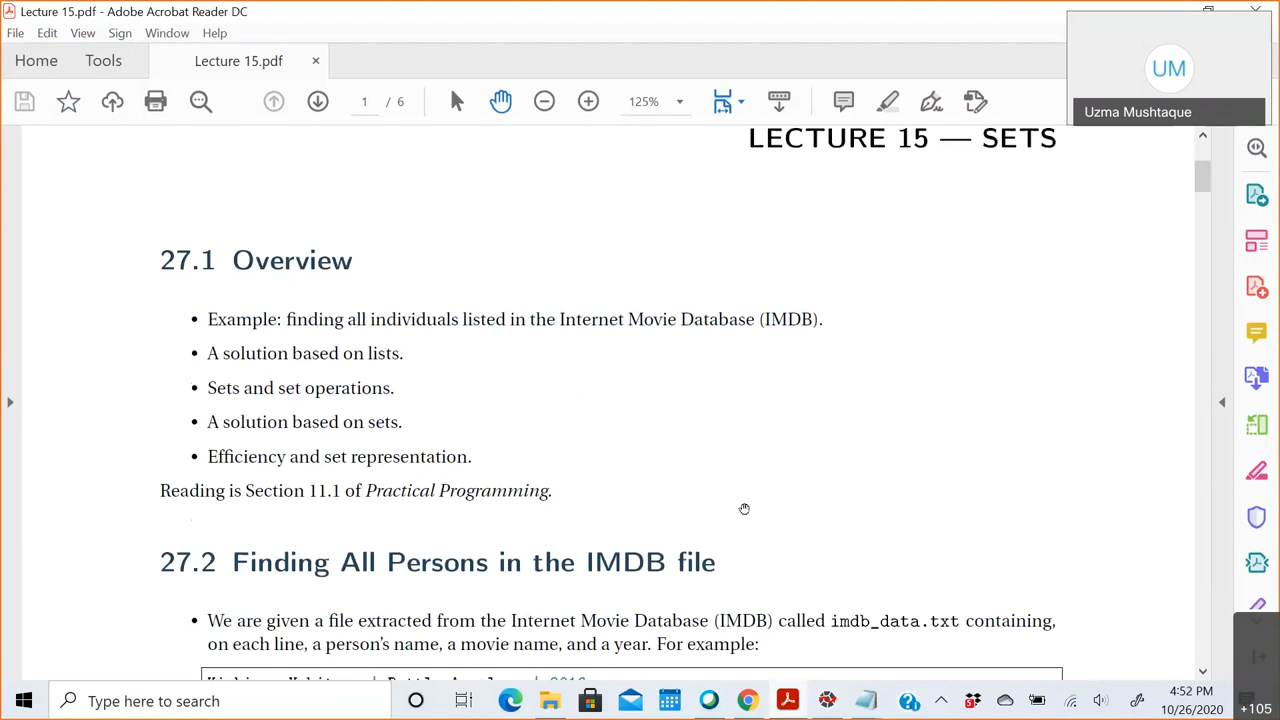 Lecture 15.pdf - Adobe Acrobat Reader DC
File Edit View Sign Window Help
Home Tools Lecture 15.pdf ×
1 / 6 125%
UM
Uzma Mushtaque
LECTURE 15 — SETS
27.1 Overview
• Example: finding all individuals listed in the Internet Movie Database (IMDB).
• A solution based on lists.
• Sets and set operations.
• A solution based on sets.
• Efficiency and set representation.
Reading is Section 11.1 of Practical Programming.
27.2 Finding All Persons in the IMDB file
• We are given a file extracted from the Internet Movie Database (IMDB) called imdb_data.txt containing,
on each line, a person's name, a movie name, and a year. For example:
Type here to search
4:52 PM
10/26/2020
+105